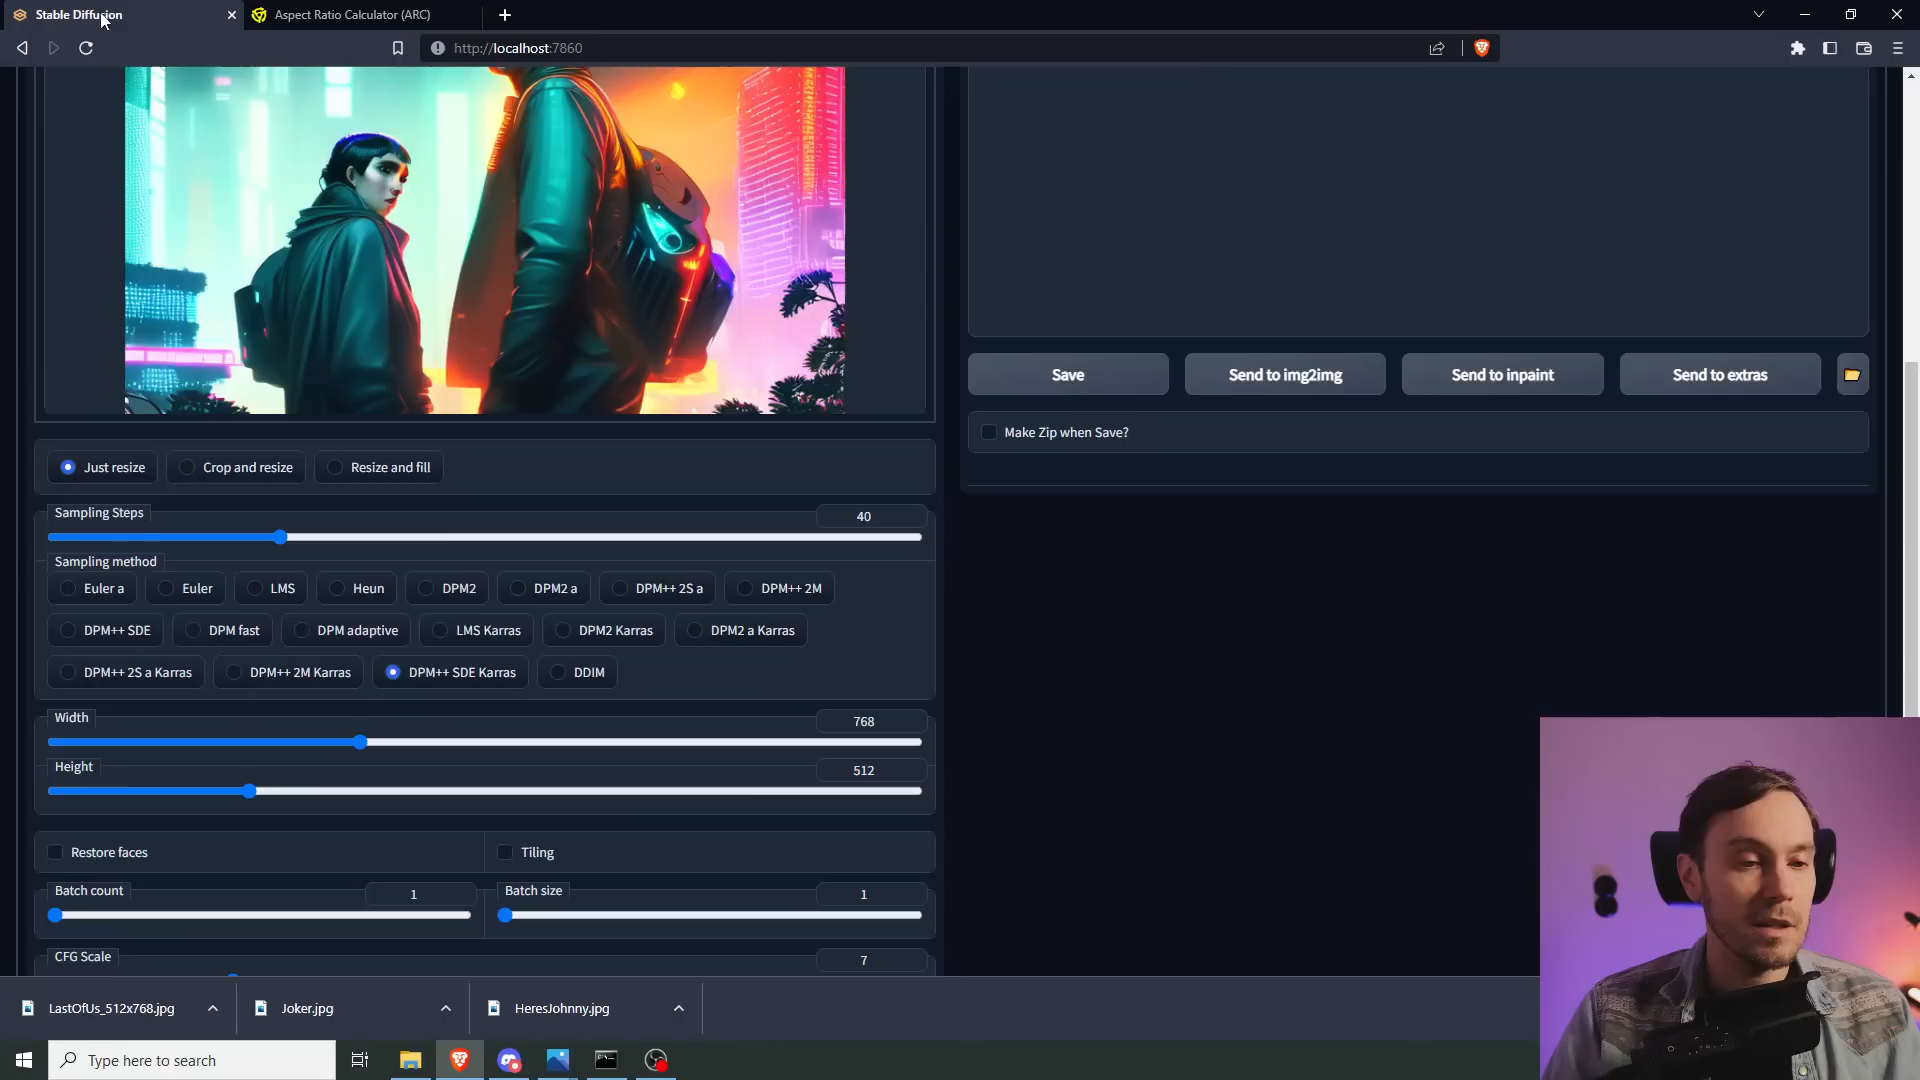 Stable Diffusion
Aspect Ratio Calculator (ARC)
http://localhost:7860
Save
Send to img2img
Send to inpaint
Send to extras
Make Zip when Save?
Just resize
Crop and resize
Resize and fill
Sampling Steps
40
Sampling method
Euler a
Euler
LMS
Heun
DPM2
DPM2 a
DPM++ 2S a
DPM++ 2M
DPM++ SDE
DPM fast
DPM adaptive
LMS Karras
DPM2 Karras
DPM2 a Karras
DPM++ 2S a Karras
DPM++ 2M Karras
DPM++ SDE Karras
DDIM
Width
768
Height
512
Restore faces
Tiling
Batch count
1
Batch size
1
CFG Scale
7
LastOfUs_512x768.jpg
Joker.jpg
HeresJohnny.jpg
Type here to search